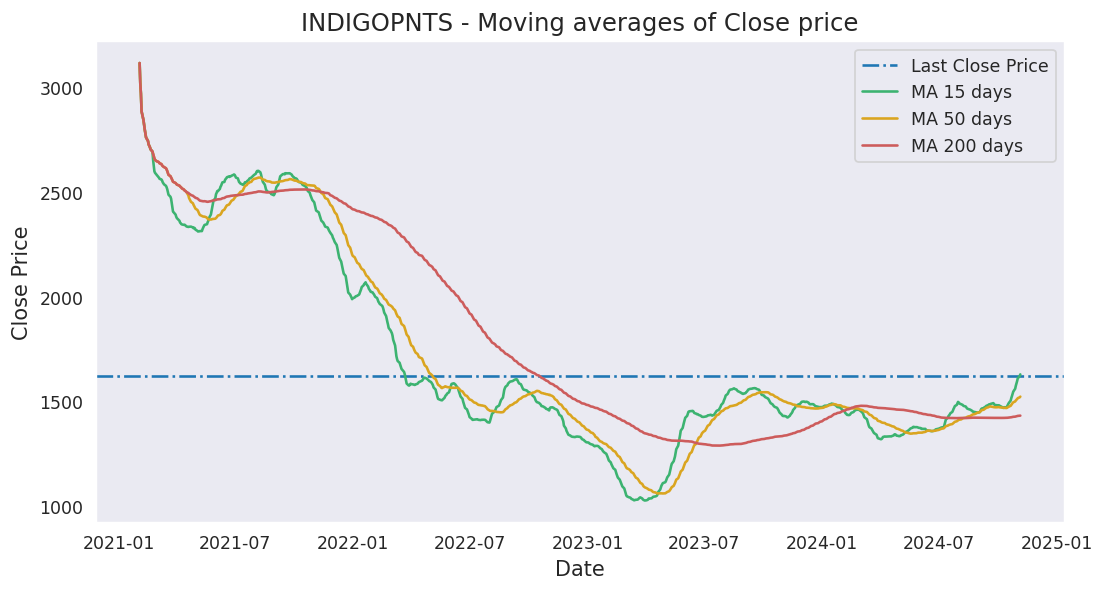 INDIGOPNTS - Moving averages of Close price
Last Close Price
MA 15 days
MA 50 days
MA 200 days
Close Price
3000
2500
2000
1500
1000
2021-01
2021-07
2022-01
2022-07
2023-01
2023-07
2024-01
2024-07
2025-01
Date